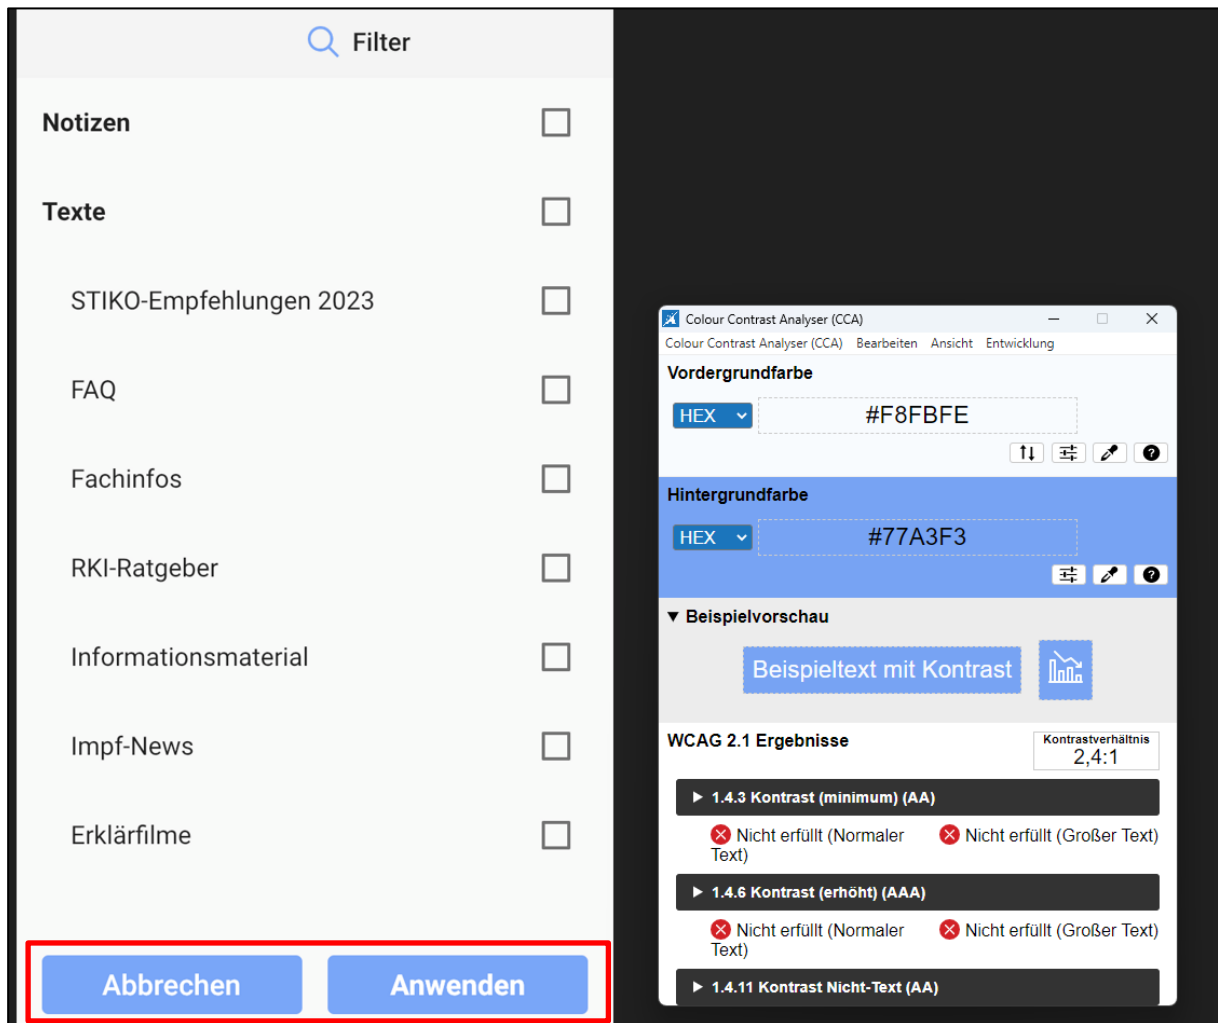 Filter
Notizen
Texte
STIKO-Empfehlungen 2023
FAQ
Fachinfos
RKI-Ratgeber
Informationsmaterial
Impf-News
Erklärfilme
Abbrechen Anwenden
Colour Contrast Analyser (CCA)
Colour Contrast Analyser (CCA) Bearbeiten Ansicht Entwicklung
Vordergrundfarbe
HEX #F8FBFE
Hintergrundfarbe
HEX #77A3F3
▼ Beispielvorschau
Beispieltext mit Kontrast
WCAG 2.1 Ergebnisse
Kontrastverhältnis
2,4:1
▶ 1.4.3 Kontrast (minimum) (AA)
Nicht erfüllt (Normaler Text)
Nicht erfüllt (Großer Text)
▶ 1.4.6 Kontrast (erhöht) (AAA)
Nicht erfüllt (Normaler Text)
Nicht erfüllt (Großer Text)
▶ 1.4.11 Kontrast Nicht-Text (AA)